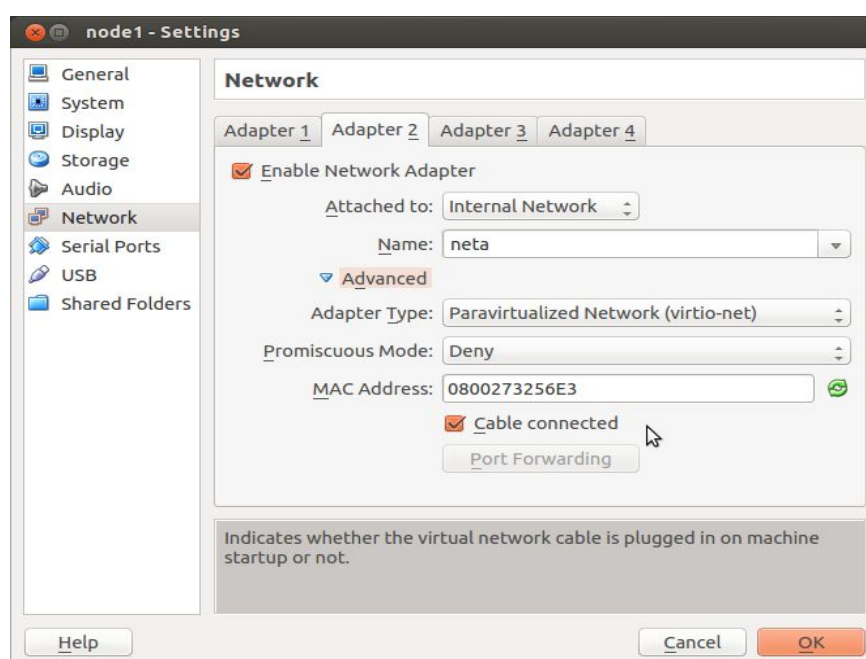 node1 - Settings
General
System
Display
Storage
Audio
Network
Serial Ports
USB
Shared Folders
Network
Adapter 1 Adapter 2 Adapter 3 Adapter 4
Enable Network Adapter
Attached to: Internal Network
Name: neta
Advanced
Adapter Type: Paravirtualized Network (virtio-net)
Promiscuous Mode: Deny
MAC Address: 0800273256E3
Cable connected
Port Forwarding
Indicates whether the virtual network cable is plugged in on machine
startup or not.
Help Cancel OK